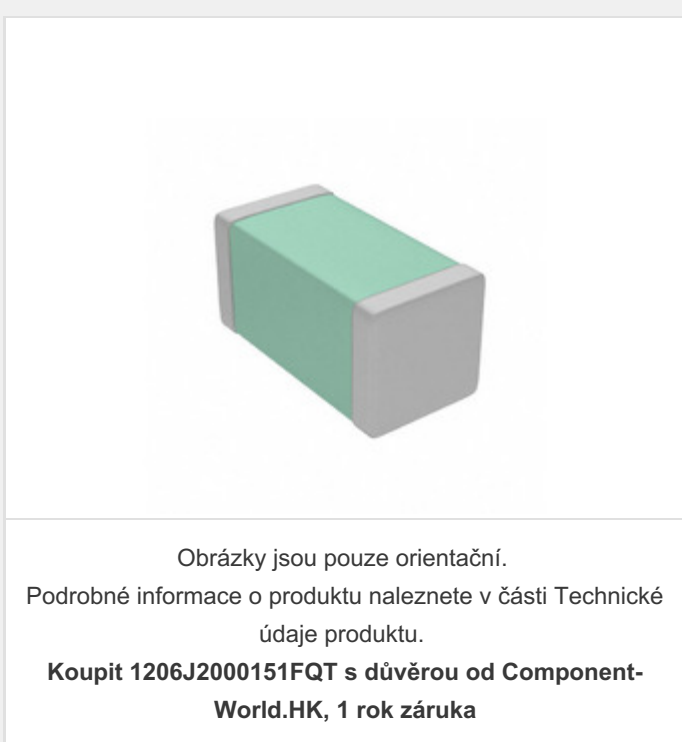 Obrázky jsou pouze orientační.
Podrobné informace o produktu naleznete v části Technické
údaje produktu.
Koupit 1206J2000151FQT s důvěrou od Component-
World.HK, 1 rok záruka